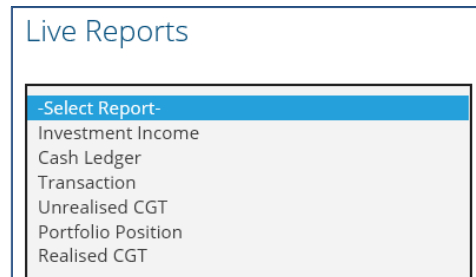 Live Reports
-Select Report-
Investment Income
Cash Ledger
Transaction
Unrealised CGT
Portfolio Position
Realised CGT